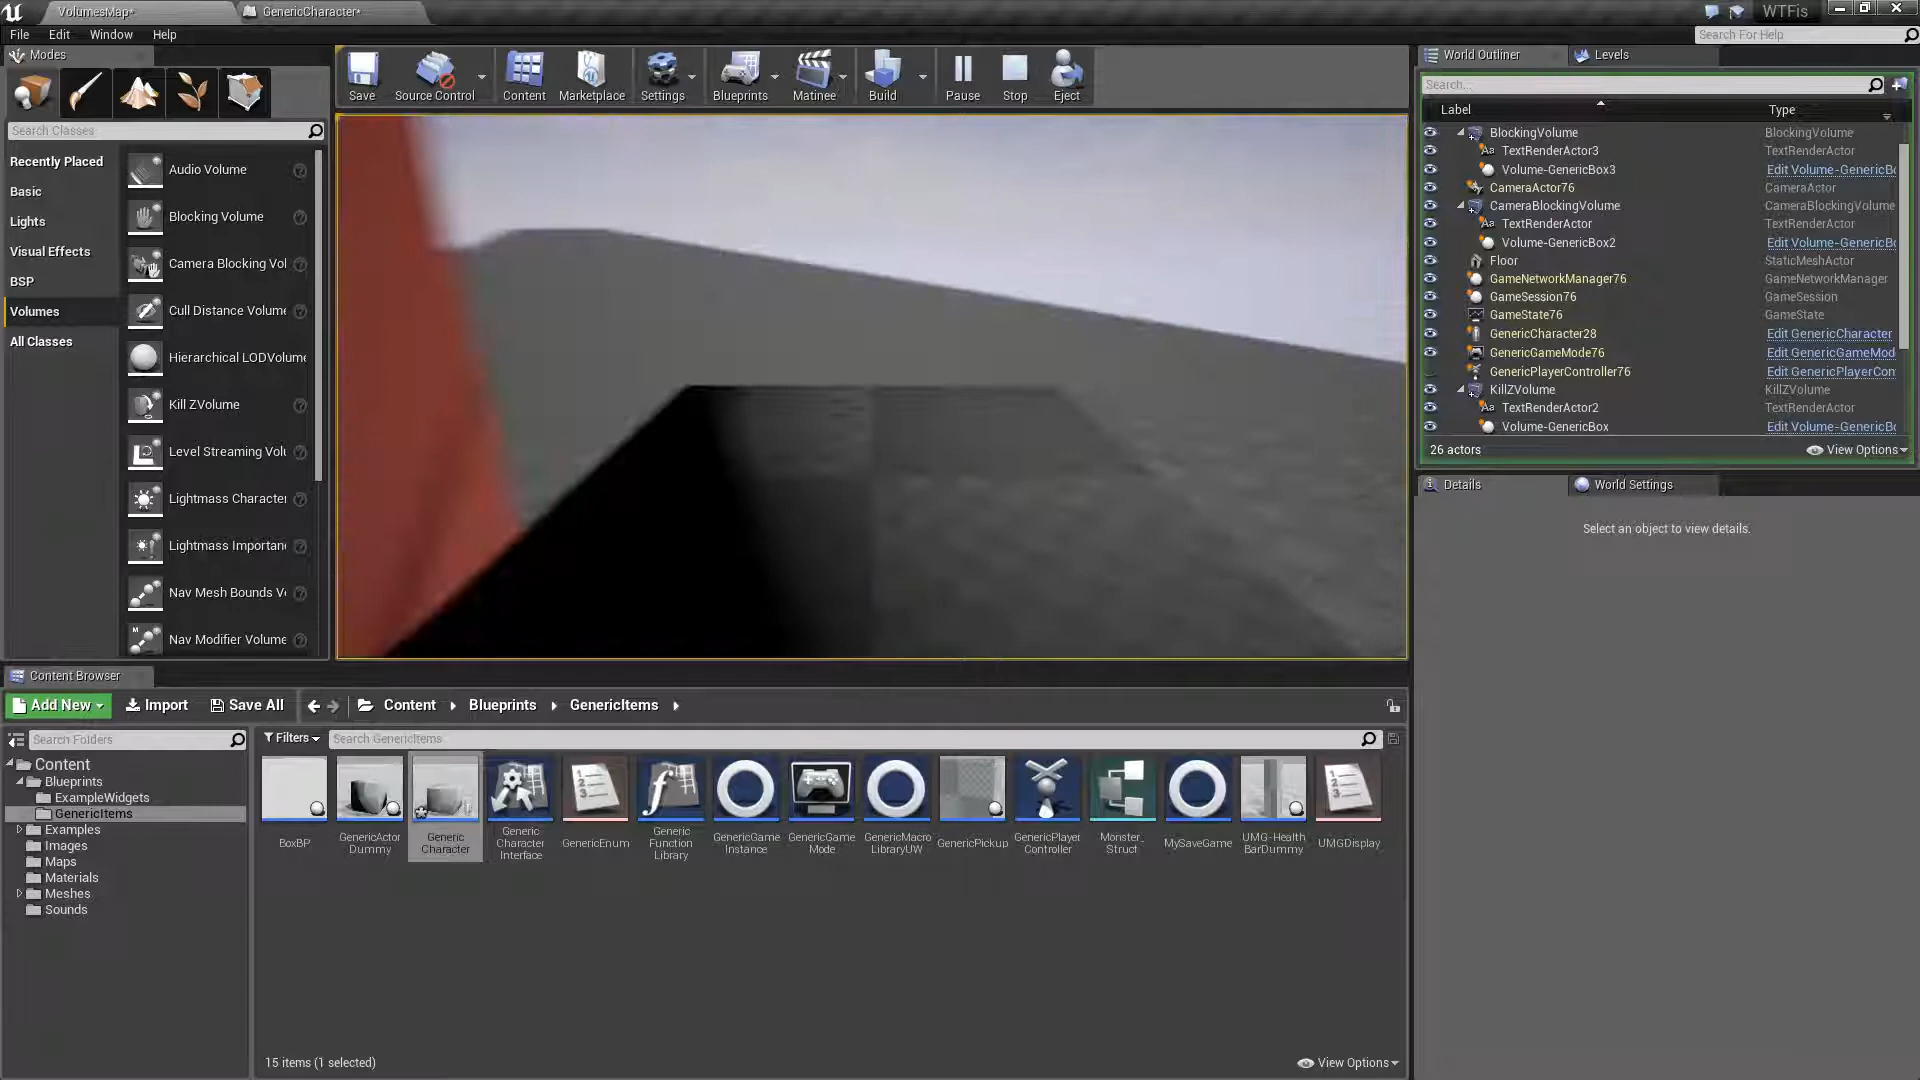 VolumesMap*
GenericCharacter*
WTFis
File Edit Window Help
Search For Help
Modes
Save
Source Control
Content
Marketplace
Settings
Blueprints
Matinee
Build
Pause
Stop
Eject
World Outliner
Levels
Search...
Label Type
BlockingVolume BlockingVolume
TextRenderActor3 TextRenderActor
Volume-GenericBox3 Edit Volume-GenericBo
CameraActor76 CameraActor
CameraBlockingVolume CameraBlockingVolume
TextRenderActor TextRenderActor
Volume-GenericBox2 Edit Volume-GenericBo
Floor StaticMeshActor
GameNetworkManager76 GameNetworkManager
GameSession76 GameSession
GameState76 GameState
GenericCharacter28 Edit GenericCharacter
GenericGameMode76 Edit GenericGameMod
GenericPlayerController76 Edit GenericPlayerCon
KillZVolume KillZVolume
TextRenderActor2 TextRenderActor
Volume-GenericBox Edit Volume-GenericBo
26 actors
View Options
Details
World Settings
Select an object to view details.
Search Classes
Recently Placed
Basic
Lights
Visual Effects
BSP
Volumes
All Classes
Audio Volume
Blocking Volume
Camera Blocking Vol
Cull Distance Volume
Hierarchical LODVolume
Kill ZVolume
Level Streaming Volu
Lightmass Character
Lightmass Importan
Nav Mesh Bounds Vo
Nav Modifier Volume
Content Browser
Add New
Import
Save All
Content
Blueprints
GenericItems
Search Folders
Filters
Search GenericItems
Content
Blueprints
ExampleWidgets
GenericItems
Examples
Images
Maps
Materials
Meshes
Sounds
BoxBP
GenericActor
Dummy
Generic
Character
Generic
Character
Interface
GenericEnum
Generic
Function
Library
GenericGame
Instance
GenericGame
Mode
GenericMacro
LibraryUW
GenericPickup
GenericPlayer
Controller
Monster_
Struct
MySaveGame
UMG-Health
BarDummy
UMGDisplay
15 items (1 selected)
View Options